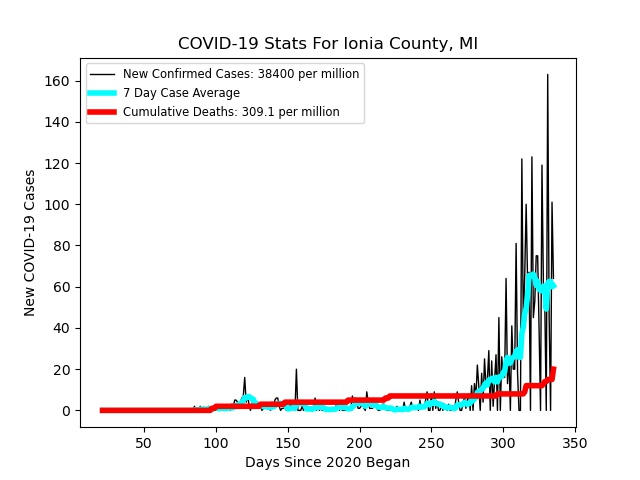 COVID-19 Stats For Ionia County, MI
New Confirmed Cases: 38400 per million
7 Day Case Average
Cumulative Deaths: 309.1 per million
New COVID-19 Cases
160
140
120
100
80
60
40
20
0
50
100
150
200
250
300
350
Days Since 2020 Began